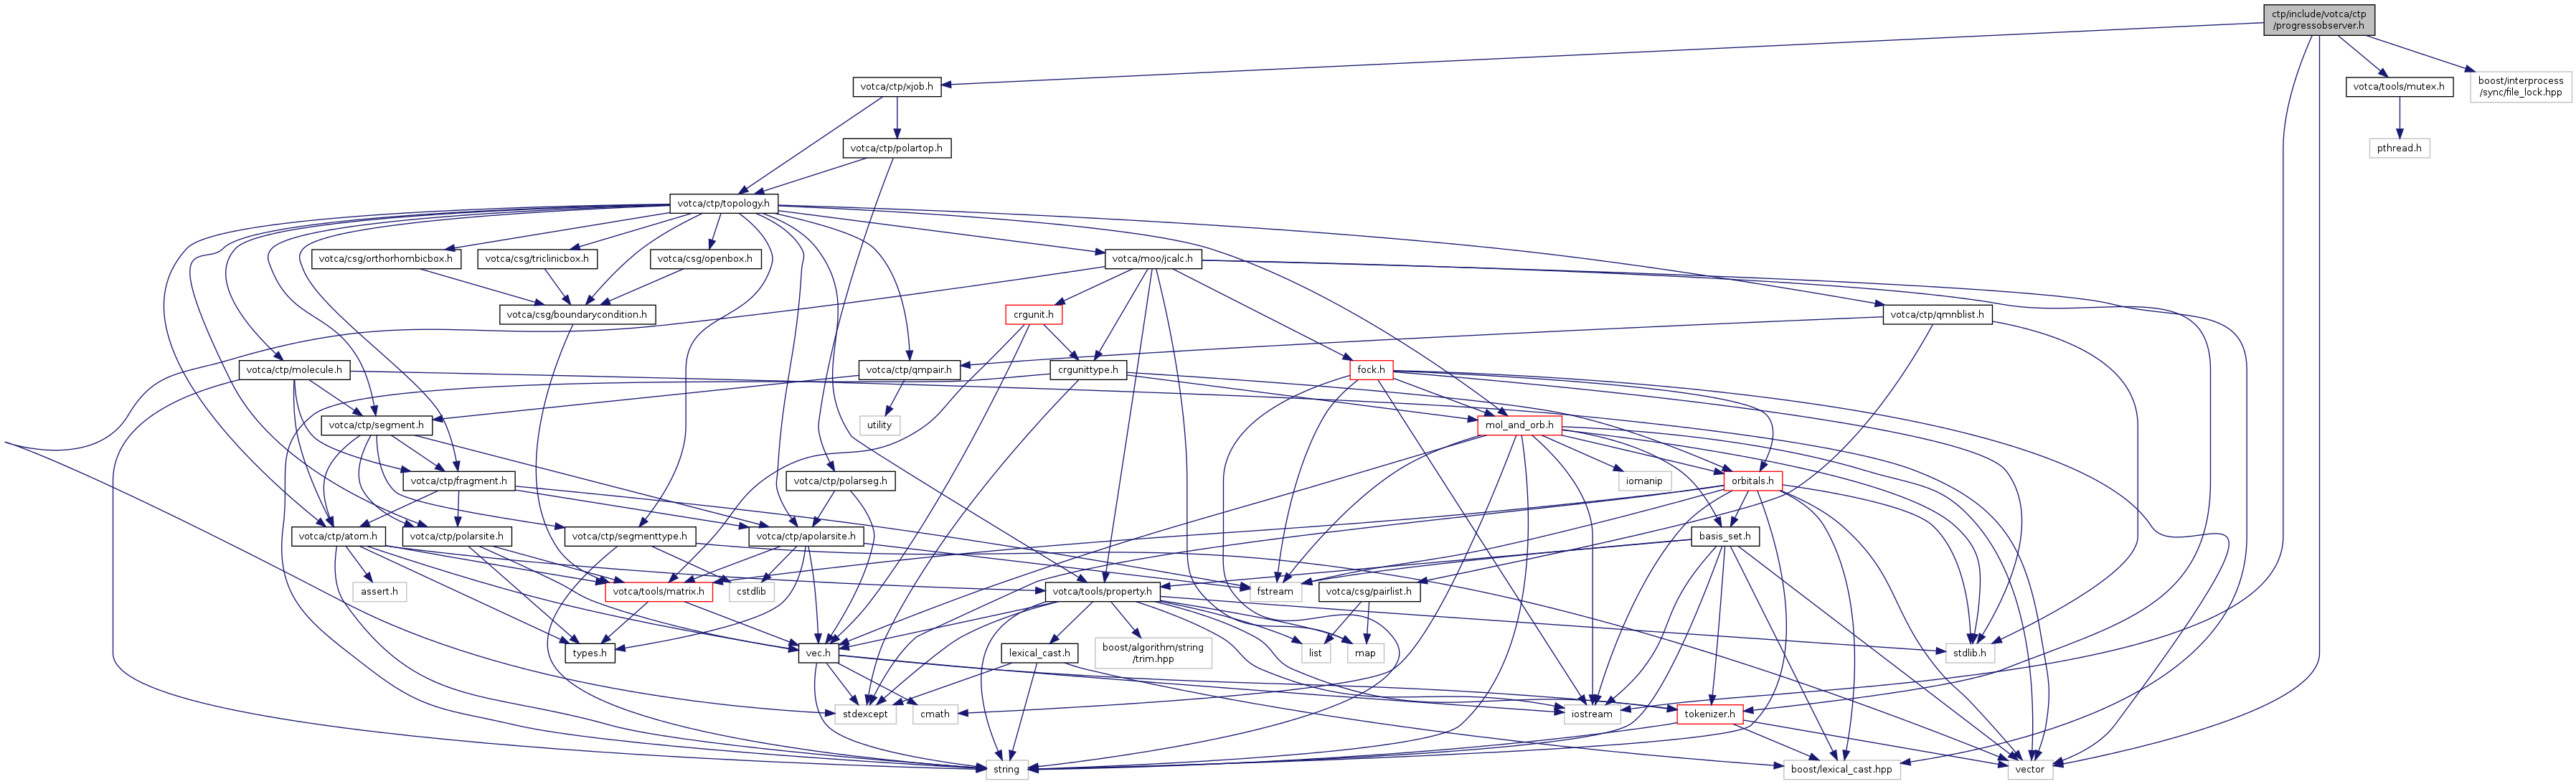 ctp/include/votca/ctp
/progressobserver.h
votca/ctp/xjob.h
votca/tools/mutex.h
boost/interprocess
/sync/file_lock.hpp
votca/ctp/polartop.h
pthread.h
votca/ctp/topology.h
votca/csg/orthorhombicbox.h
votca/csg/triclinicbox.h
votca/csg/openbox.h
votca/moo/jcalc.h
votca/csg/boundarycondition.h
crgunit.h
votca/ctp/qmnblist.h
votca/ctp/molecule.h
votca/ctp/qmpair.h
crgunittype.h
fock.h
votca/ctp/segment.h
utility
mol_and_orb.h
votca/ctp/fragment.h
votca/ctp/polarseg.h
iomanip
orbitals.h
votca/ctp/atom.h
votca/ctp/polarsite.h
votca/ctp/segmenttype.h
votca/ctp/apolarsite.h
basis_set.h
assert.h
votca/tools/matrix.h
cstdlib
votca/tools/property.h
fstream
votca/csg/pairlist.h
types.h
vec.h
lexical_cast.h
boost/algorithm/string
/trim.hpp
list
map
stdlib.h
stdexcept
cmath
iostream
tokenizer.h
string
boost/lexical_cast.hpp
vector